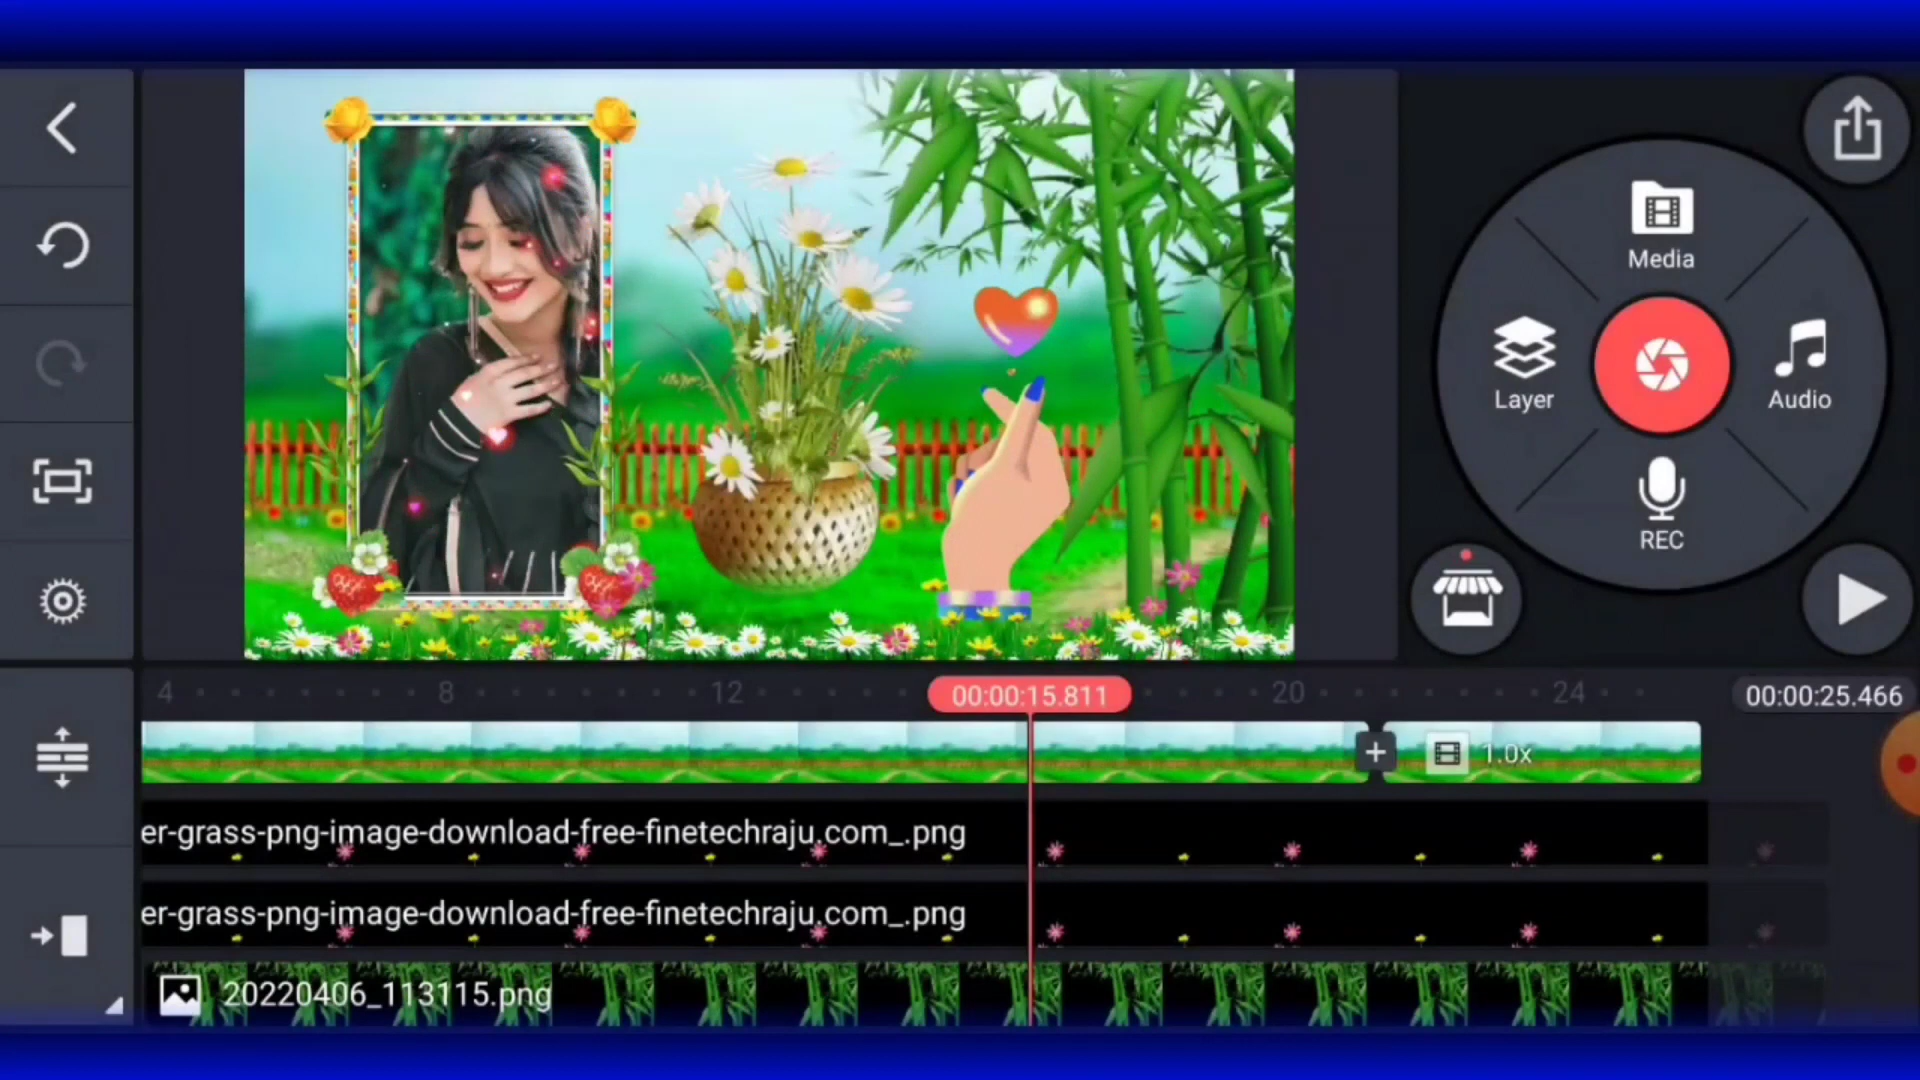 Media
Layer
Audio
REC
4
8
12
00:00:15.811
20
24
00:00:25.466
1.0x
er-grass-png-image-download-free-finetechraju.com_.png
er-grass-png-image-download-free-finetechraju.com_.png
20220406_113115.png